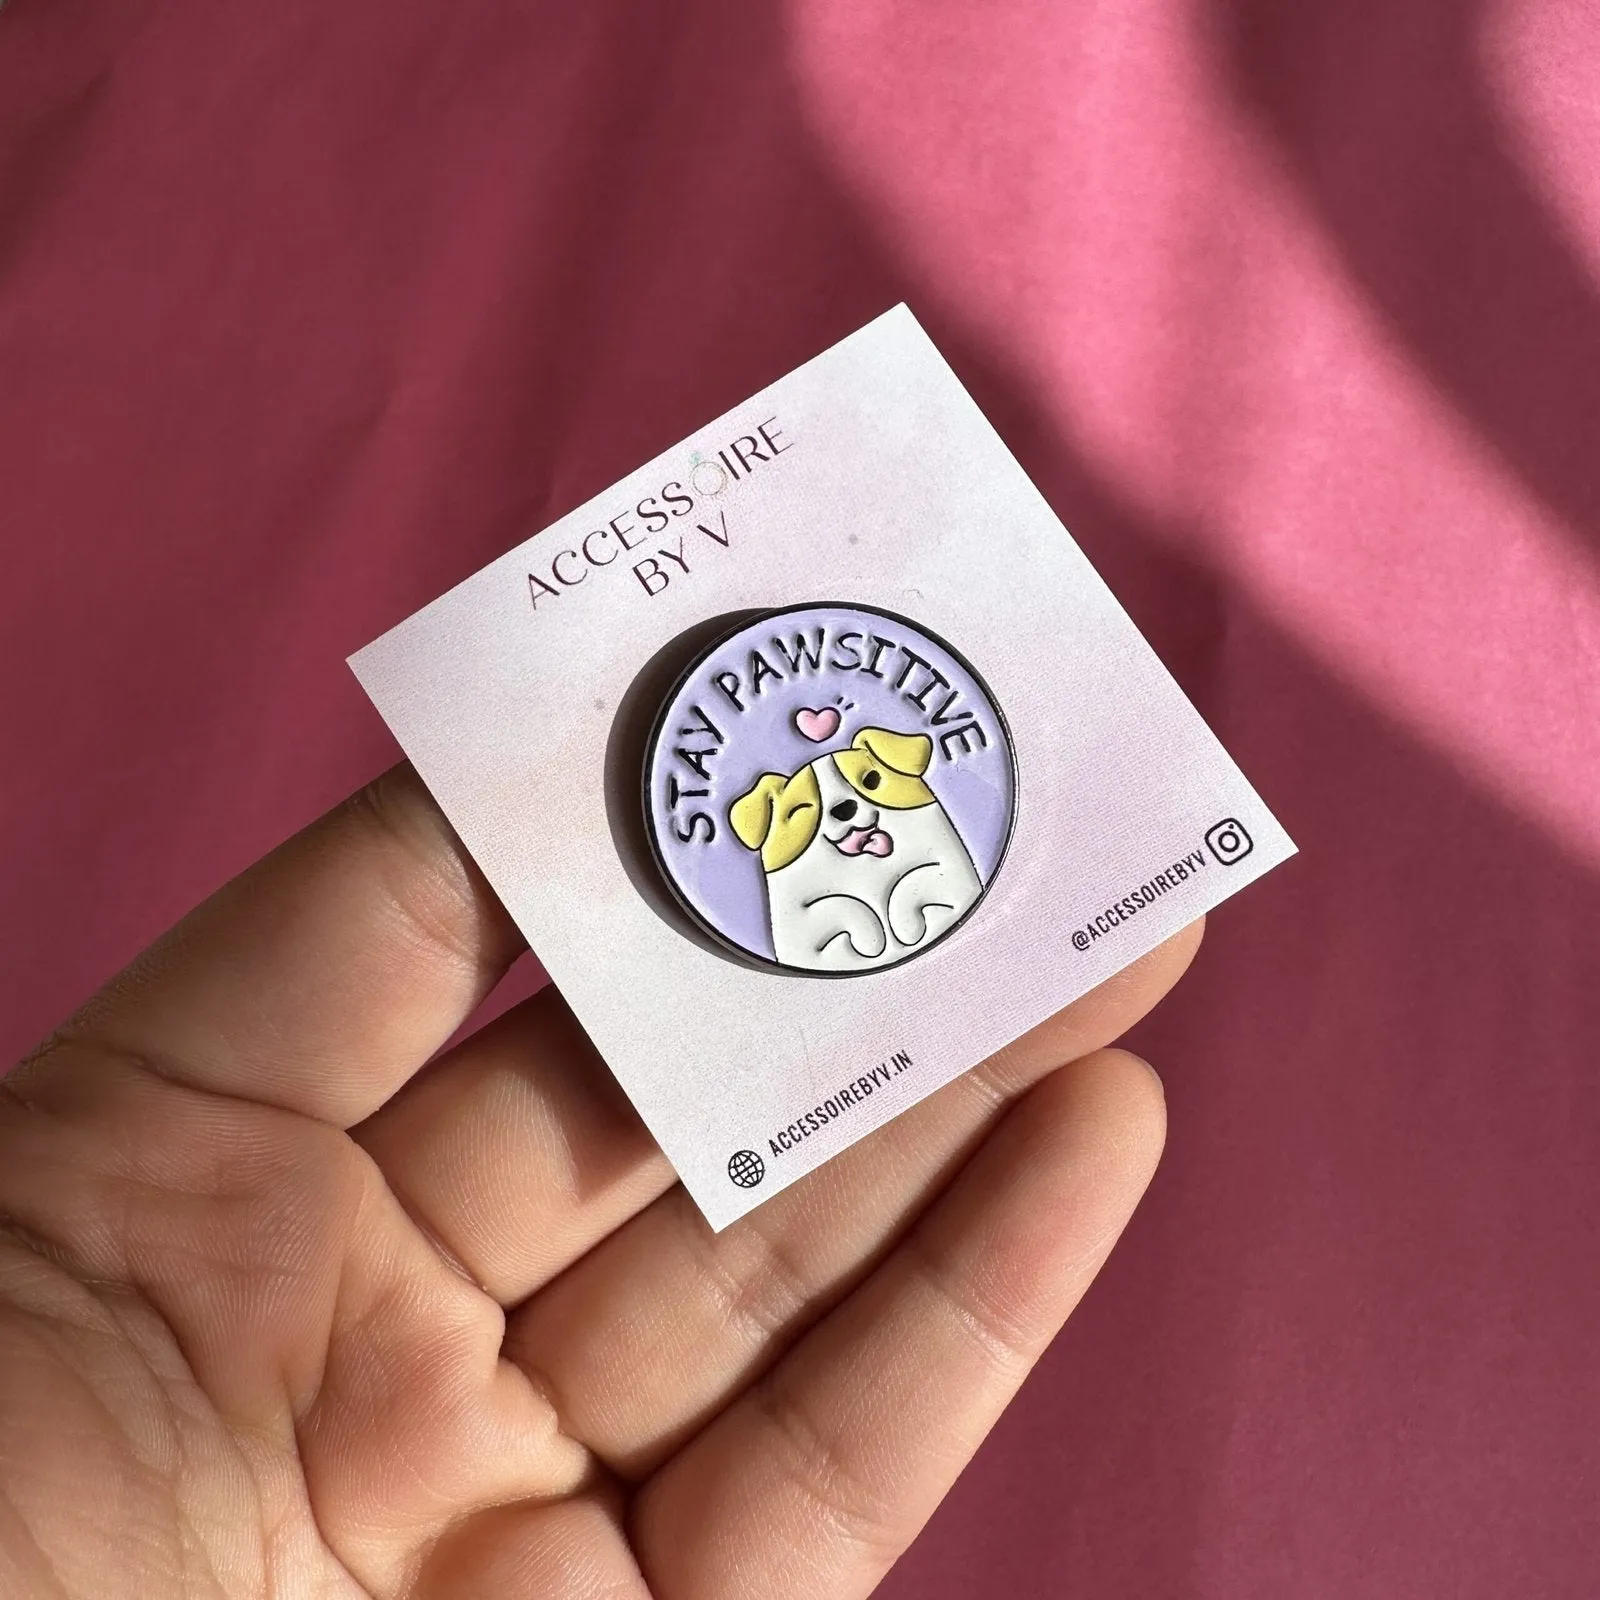 ACCESSOIRE
BY V
STAY PAWSITIVE
@ACCESSOIREBYV
ACCESSOIREBYV.IN